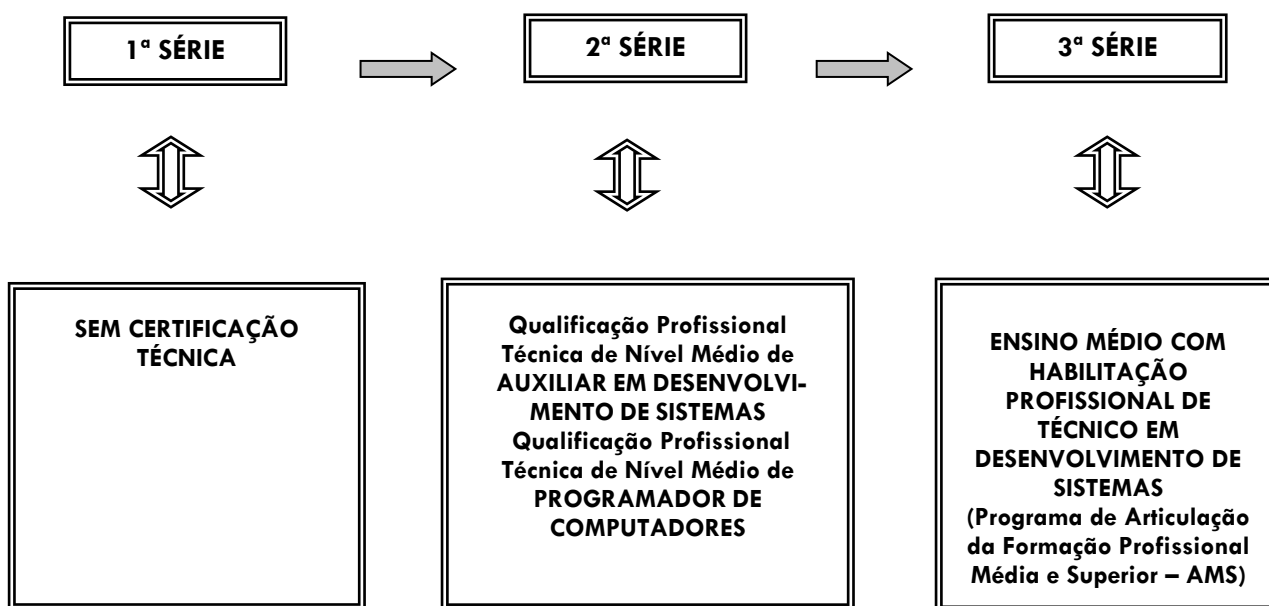 1ª SÉRIE
2ª SÉRIE
3ª SÉRIE
SEM CERTIFICAÇÃO
TÉCNICA
Qualificação Profissional
Técnica de Nível Médio de
AUXILIAR EM DESENVOLVI-
MENTO DE SISTEMAS
Qualificação Profissional
Técnica de Nível Médio de
PROGRAMADOR DE
COMPUTADORES
ENSINO MÉDIO COM
HABILITAÇÃO
PROFISSIONAL DE
TÉCNICO EM
DESENVOLVIMENTO DE
SISTEMAS
(Programa de Articulação
da Formação Profissional
Média e Superior – AMS)